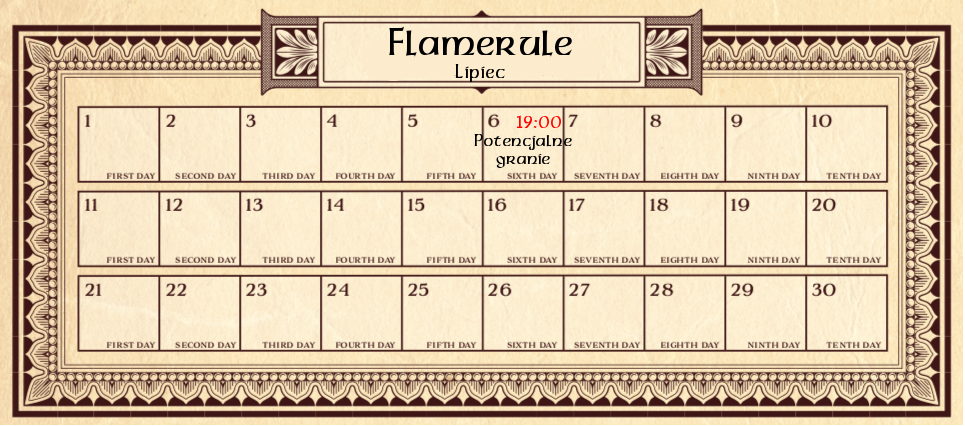 Flamerule
Lipiec
1 2 3 4 5 6 19:00 7 8 9 10
Potencjalne
granie
FIRST DAY SECOND DAY THIRD DAY FOURTH DAY FIFTH DAY SIXTH DAY SEVENTH DAY EIGHTH DAY NINTH DAY TENTH DAY
11 12 13 14 15 16 17 18 19 20
FIRST DAY SECOND DAY THIRD DAY FOURTH DAY FIFTH DAY SIXTH DAY SEVENTH DAY EIGHTH DAY NINTH DAY TENTH DAY
21 22 23 24 25 26 27 28 29 30
FIRST DAY SECOND DAY THIRD DAY FOURTH DAY FIFTH DAY SIXTH DAY SEVENTH DAY EIGHTH DAY NINTH DAY TENTH DAY